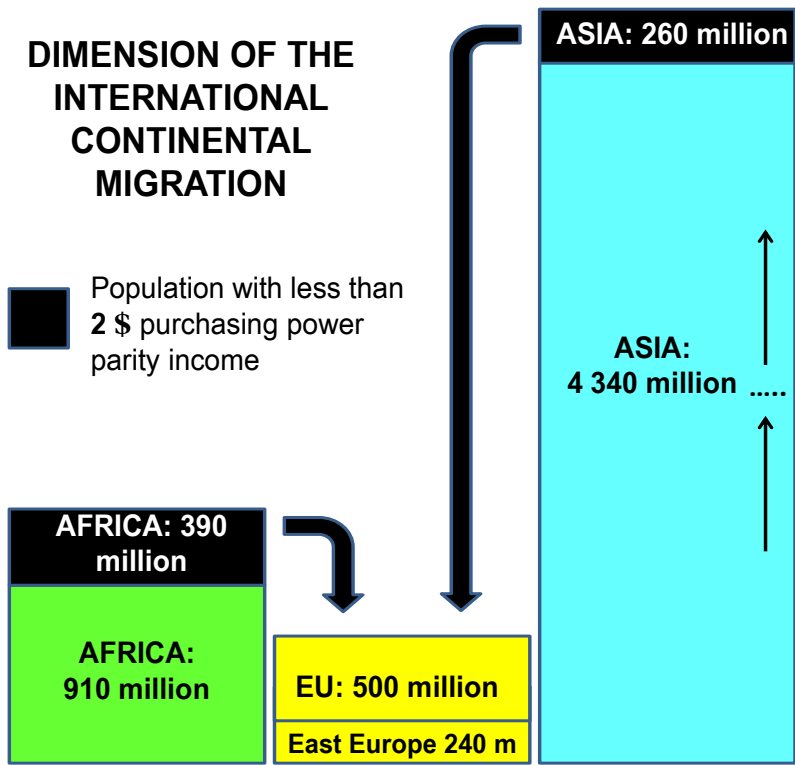 DIMENSION OF THE
INTERNATIONAL
CONTINENTAL
MIGRATION
Population with less than
2 $ purchasing power
parity income
ASIA: 260 million
ASIA:
4 340 million .....
AFRICA: 390
million
AFRICA:
910 million
EU: 500 million
East Europe 240 m